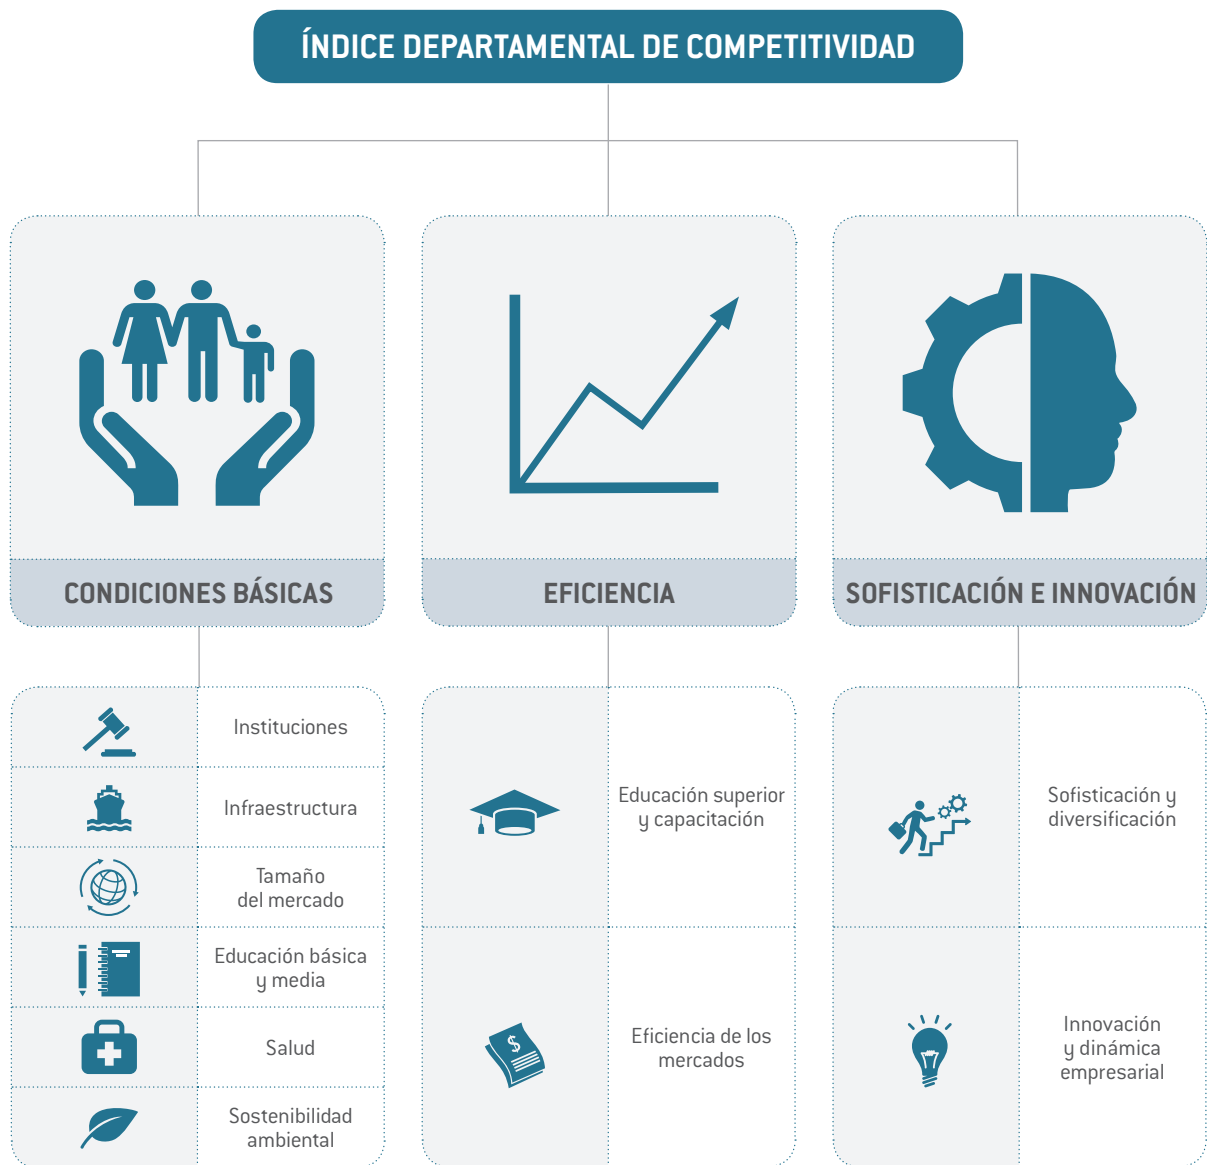 ÍNDICE DEPARTAMENTAL DE COMPETITIVIDAD
CONDICIONES BÁSICAS
EFICIENCIA
SOFISTICACIÓN E INNOVACIÓN
Instituciones
Infraestructura
Tamaño
del mercado
Educación básica
y media
Salud
Sostenibilidad
ambiental
Educación superior
y capacitación
$
Eficiencia de los
mercados
Sofisticación y
diversificación
Innovación
y dinámica
empresarial